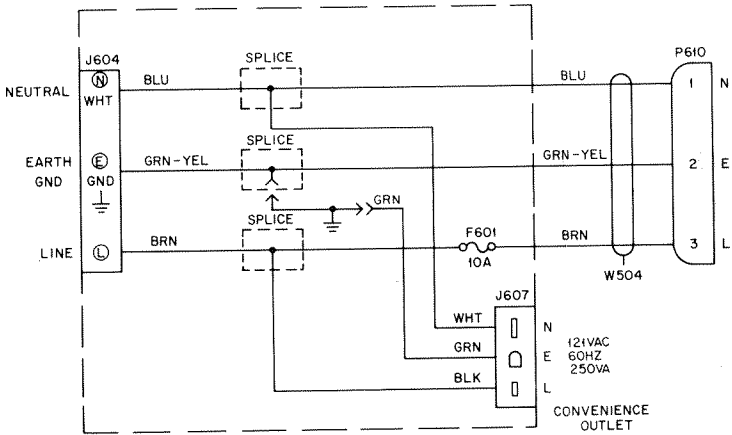 J604
SPLICE
P610
NEUTRAL
N
WHT
BLU
BLU
1
N
SPLICE
EARTH
GND
E
GND
GRN-YEL
GRN-YEL
2
E
GRN
SPLICE
LINE
L
BRN
F601
10A
BRN
3
L
W504
J607
WHT
N
GRN
E
BLK
L
121VAC
60HZ
250VA
CONVENIENCE
OUTLET